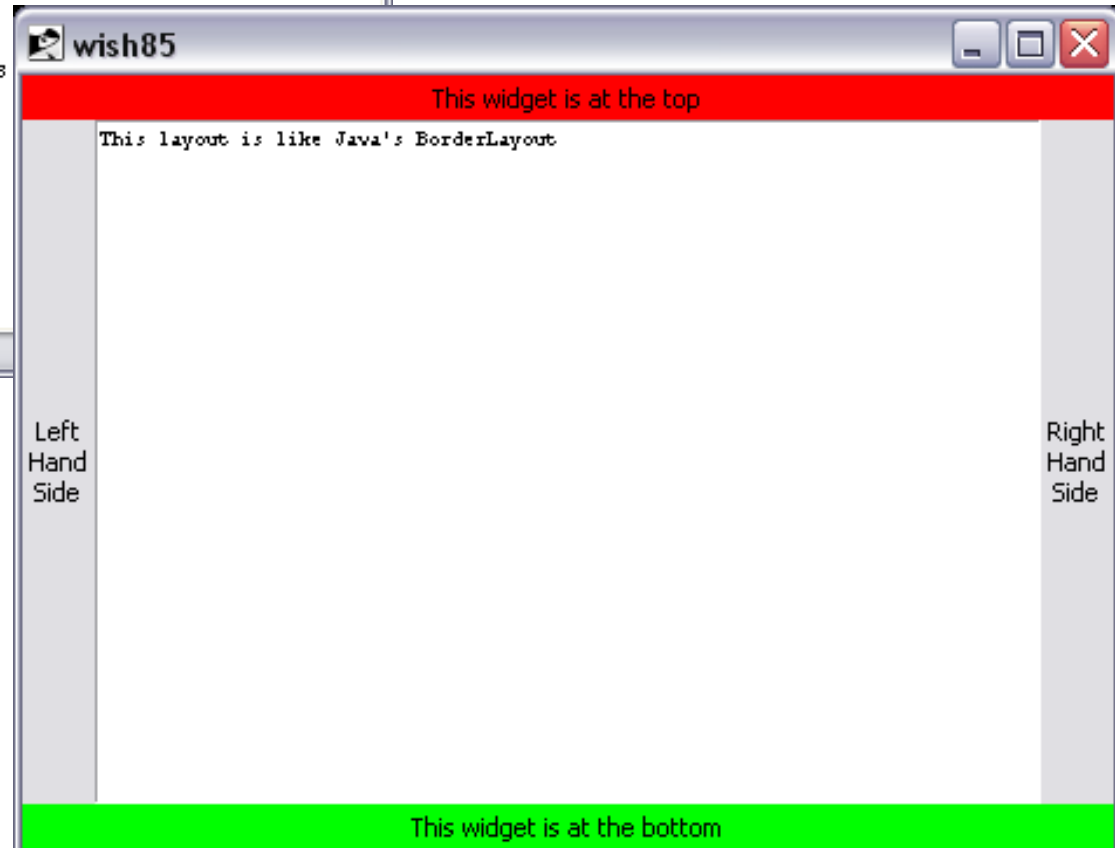 wish85
This widget is at the top
This layout is like Java's BorderLayout
Left
Hand
Side
Right
Hand
Side
This widget is at the bottom